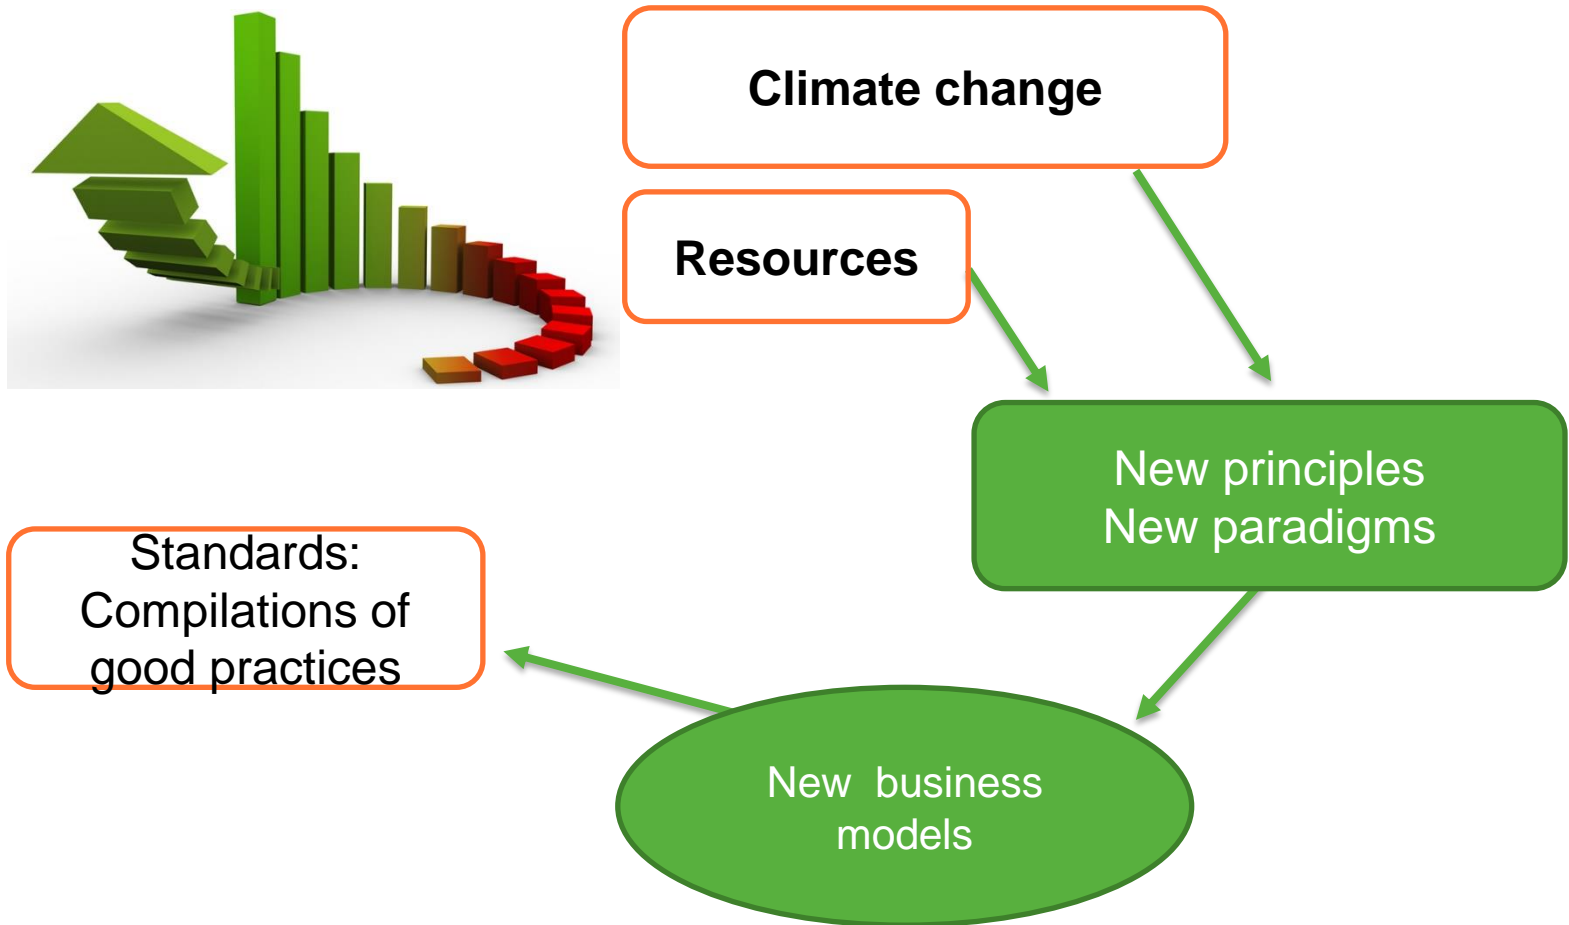 Climate change
Resources
New principles
New paradigms
Standards:
Compilations of
good practices
New  business
models